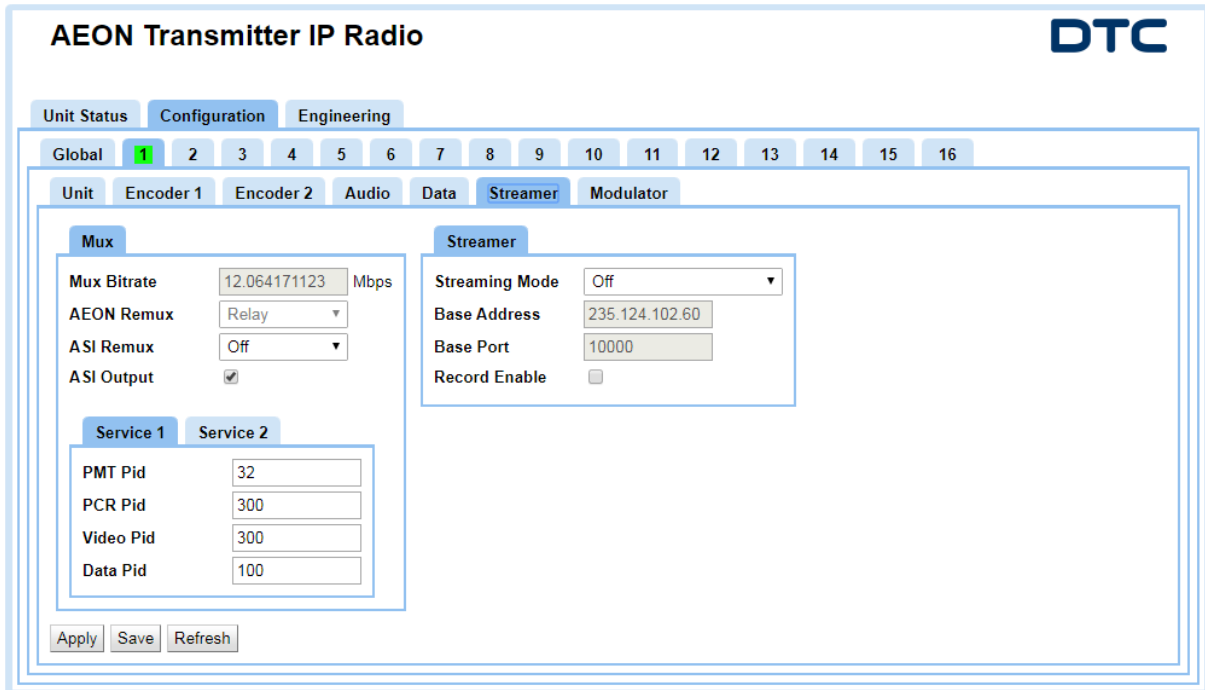 AEON Transmitter IP Radio
DTC
Unit Status Configuration Engineering
Global 1 2 3 4 5 6 7 8 9 10 11 12 13 14 15 16
Unit Encoder 1 Encoder 2 Audio Data Streamer Modulator
Mux
Mux Bitrate 12.064171123 Mbps
AEON Remux Relay
ASI Remux Off
ASI Output
Service 1 Service 2
PMT Pid 32
PCR Pid 300
Video Pid 300
Data Pid 100
Streamer
Streaming Mode Off
Base Address 235.124.102.60
Base Port 10000
Record Enable
Apply Save Refresh